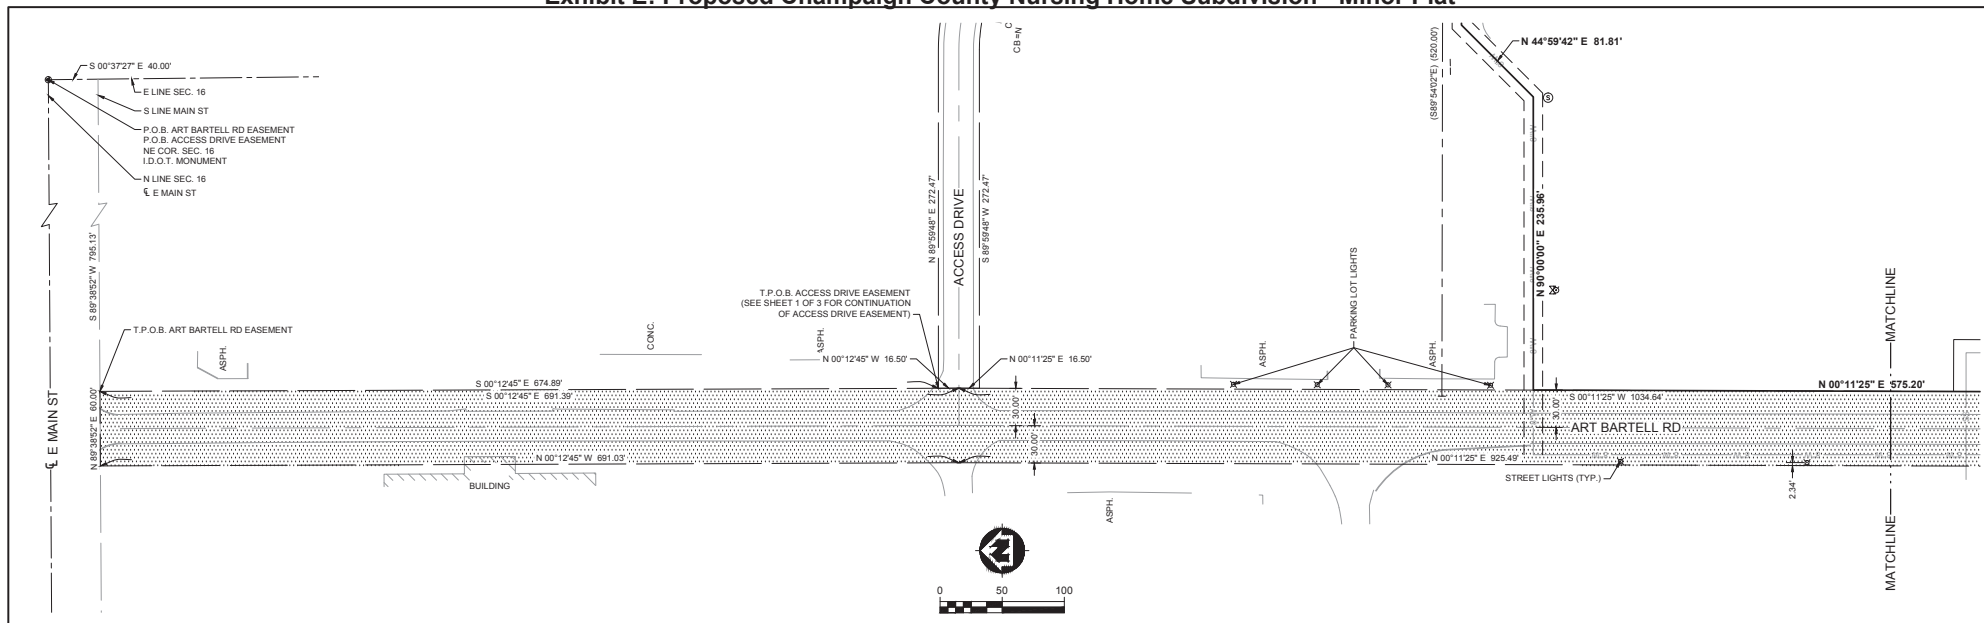 Exhibit E: Proposed Champaign County Nursing Home Subdivision - Minor Plat
S 00°37'27" E 40.00'
E LINE SEC. 16
S LINE MAIN ST
P.O.B. ART BARTELL RD EASEMENT
P.O.B. ACCESS DRIVE EASEMENT
NE COR. SEC. 16
I.D.O.T. MONUMENT
N LINE SEC. 16
℄ E MAIN ST
S 89°38'52" W 795.13'
T.P.O.B. ART BARTELL RD EASEMENT
ASPH.
℄ E MAIN ST
N 89°38'52" E 60.00'
S 00°12'45" E 674.89'
S 00°12'45" E 691.39'
N 00°12'45" W 691.03'
BUILDING
CONC.
ASPH.
T.P.O.B. ACCESS DRIVE EASEMENT
(SEE SHEET 1 OF 3 FOR CONTINUATION
OF ACCESS DRIVE EASEMENT)
N 00°12'45" W 16.50'
N 00°11'25" E 16.50'
N 89°59'48" E 272.47'
ACCESS DRIVE
S 89°59'48" W 272.47'
C
CB=N
30.00'
30.00'
ASPH.
ASPH.
PARKING LOT LIGHTS
ASPH.
(S89°54'02"E) (520.00')
N 44°59'42" E 81.81'
S
8"W
N 90°00'00" E 235.96'
8"W
N 00°11'25" E 575.20'
S 00°11'25" W 1034.64'
30.00'
ART BARTELL RD
N 00°11'25" E 925.49'
STREET LIGHTS (TYP.)
2.34'
MATCHLINE
MATCHLINE
N
0 50 100